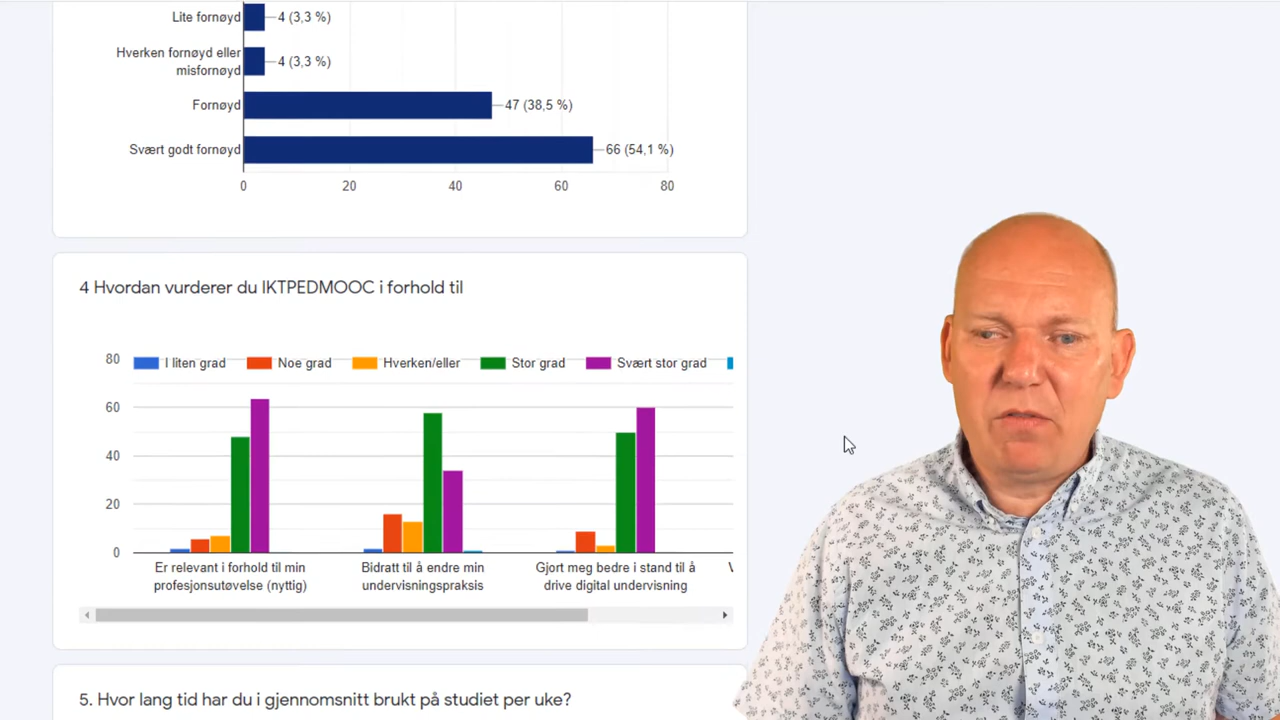 Lite fornøyd
4 (3,3 %)
Hverken fornøyd eller
misfornøyd
4 (3,3 %)
Fornøyd
47 (38,5 %)
Svært godt fornøyd
66 (54,1 %)
0 20 40 60 80
4 Hvordan vurderer du IKTPEDMOOC i forhold til
80
I liten grad
Noe grad
Hverken/eller
Stor grad
Svært stor grad
60
40
20
0
Er relevant i forhold til min
profesjonsutøvelse (nyttig)
Bidratt til å endre min
undervisningspraksis
Gjort meg bedre i stand til å
drive digital undervisning
5. Hvor lang tid har du i gjennomsnitt brukt på studiet per uke?